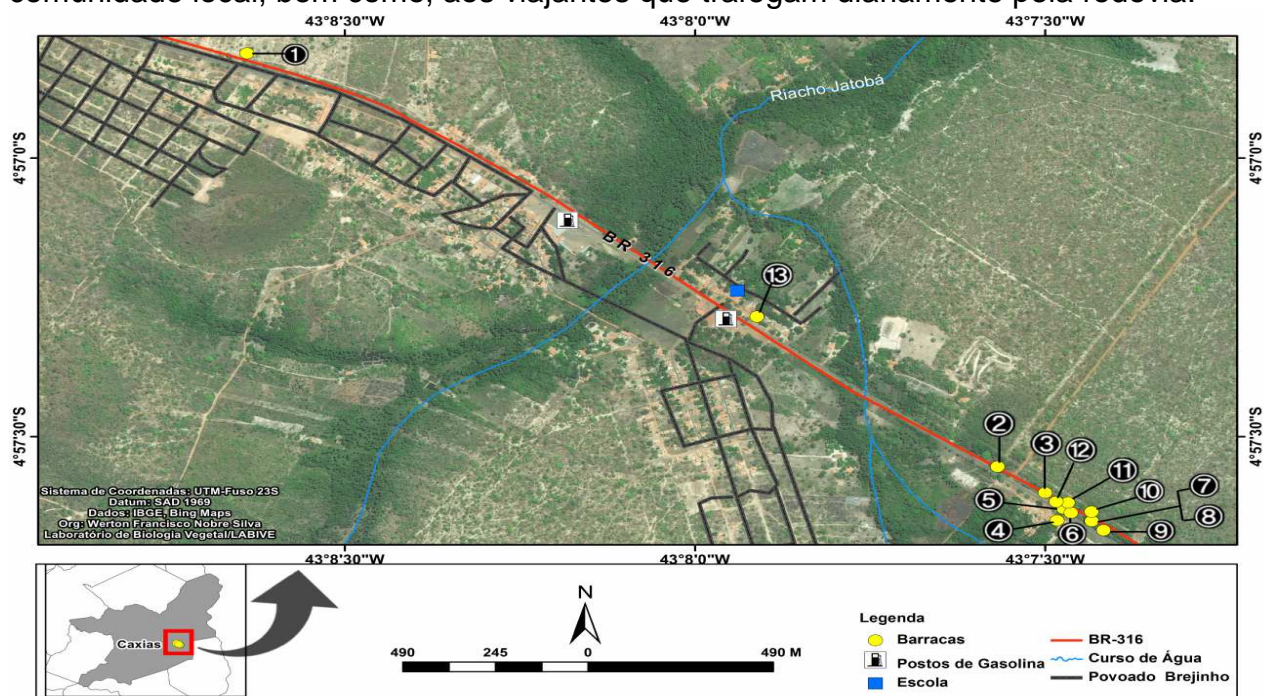 comunidade local, bem como, aos viajantes que trafegam diariamente pela rodovia.
43°8'30"W 43°8'0"W 43°7'30"W
①
Riacho Jatobá
4°57'0"S
4°57'0"S
BR 316
⑬
4°57'30"S
4°57'30"S
②
③
⑫
⑪
⑩
⑦
⑤
④
⑥
⑧
⑨
Sistema de Coordenadas: UTM-Fuso 23S
Datum: SAD 1969
Dados: IBGE, Bing Maps
Org: Werton Francisco Nobre Silva
Laboratório de Biologia Vegetal/LABIVE
43°8'30"W 43°8'0"W 43°7'30"W
Caxias
N
490 245 0 490 M
Legenda
Barracas
Postos de Gasolina
Escola
BR-316
Curso de Água
Povoado Brejinho